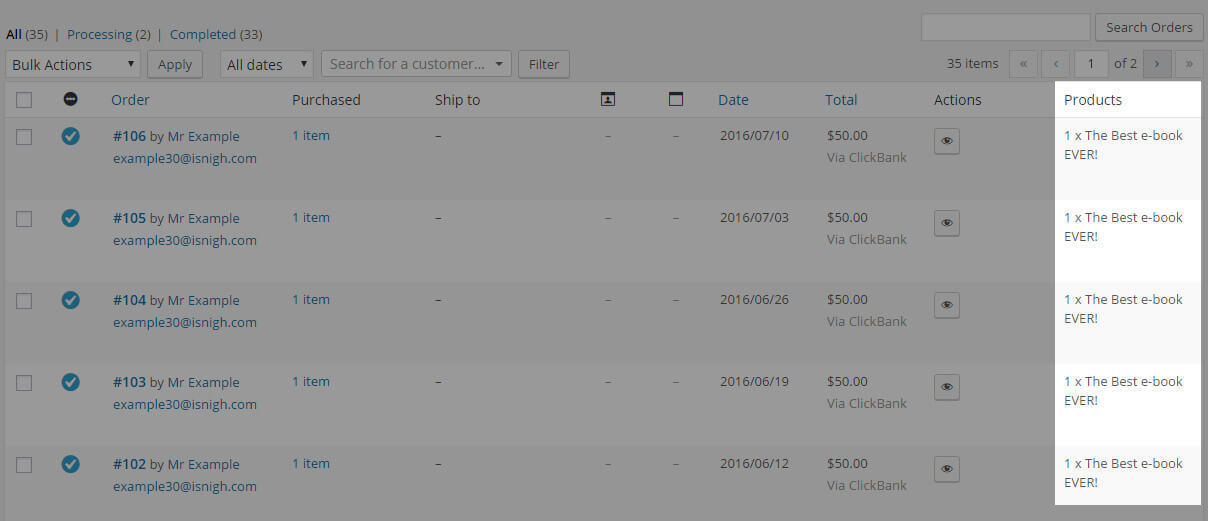 All (35) | Processing (2) | Completed (33)
Search Orders
Bulk Actions Apply All dates Search for a customer... Filter 35 items « ‹ 1 of 2 › »
Order Purchased Ship to Date Total Actions Products
#106 by Mr Example 1 item – – – 2016/07/10 $50.00 1 x The Best e-book
example30@isnigh.com Via ClickBank EVER!
#105 by Mr Example 1 item – – – 2016/07/03 $50.00 1 x The Best e-book
example30@isnigh.com Via ClickBank EVER!
#104 by Mr Example 1 item – – – 2016/06/26 $50.00 1 x The Best e-book
example30@isnigh.com Via ClickBank EVER!
#103 by Mr Example 1 item – – – 2016/06/19 $50.00 1 x The Best e-book
example30@isnigh.com Via ClickBank EVER!
#102 by Mr Example 1 item – – – 2016/06/12 $50.00 1 x The Best e-book
example30@isnigh.com Via ClickBank EVER!